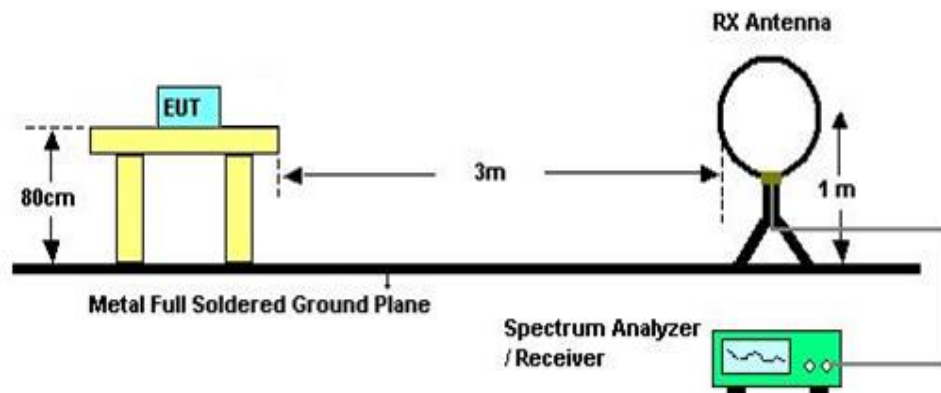 RX Antenna
EUT
3m
80cm
1 m
Metal Full Soldered Ground Plane
Spectrum Analyzer
/ Receiver